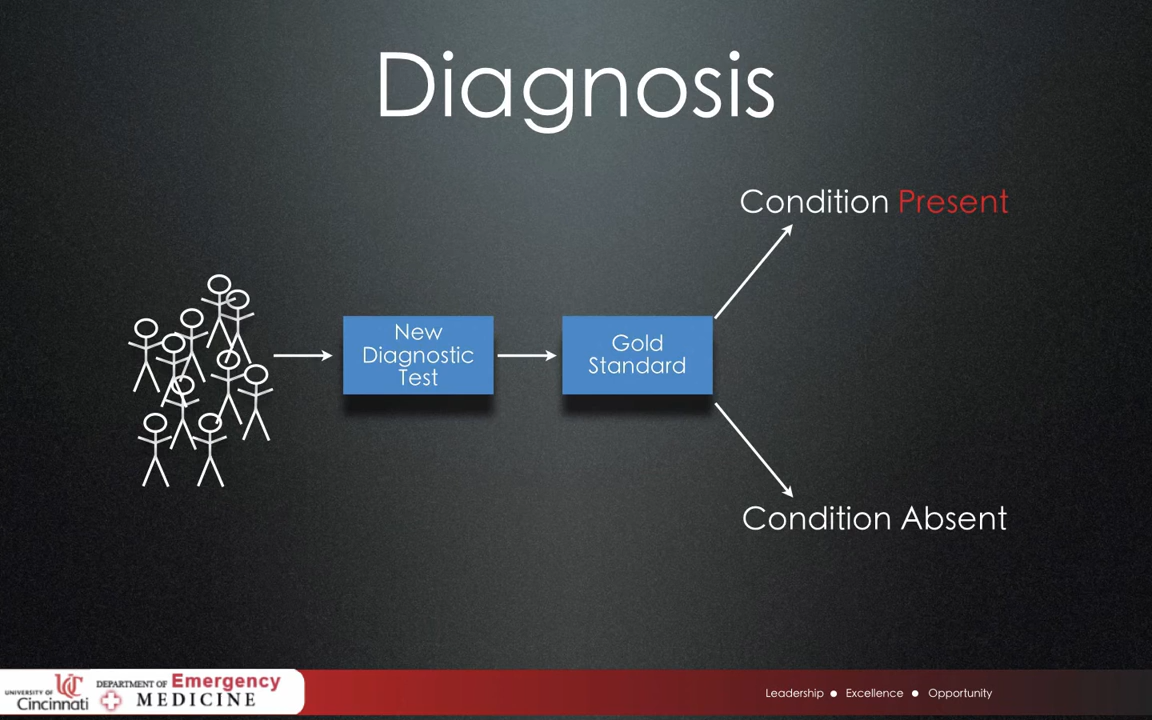 Diagnosis
Condition Present
New
Diagnostic
Test
Gold
Standard
Condition Absent
UNIVERSITY OF
Cincinnati
DEPARTMENT OF Emergency
MEDICINE
Leadership ● Excellence ● Opportunity